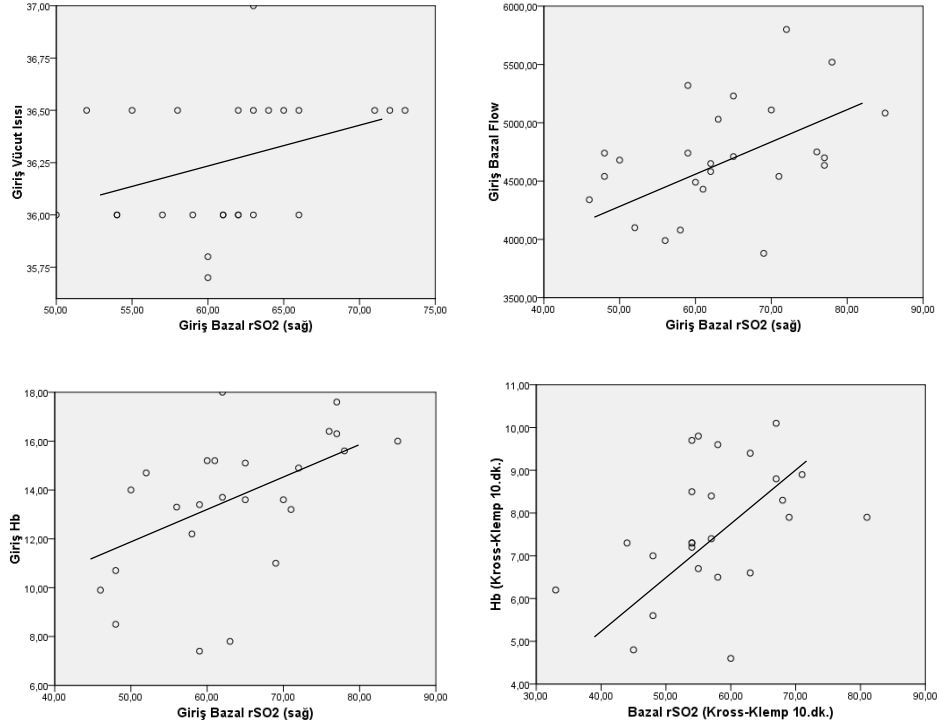 37,00
36,75
36,50
36,25
36,00
35,75
Giriş Vücut Isısı
50,00 55,00 60,00 65,00 70,00 75,00
Giriş Bazal rSO2 (sağ)
6000,00
5500,00
5000,00
4500,00
4000,00
3500,00
Giriş Bazal Flow
40,00 50,00 60,00 70,00 80,00 90,00
Giriş Bazal rSO2 (sağ)
18,00
16,00
14,00
12,00
10,00
8,00
6,00
Giriş Hb
40,00 50,00 60,00 70,00 80,00 90,00
Giriş Bazal rSO2 (sağ)
11,00
10,00
9,00
8,00
7,00
6,00
5,00
4,00
Hb (Kross-Klemp 10.dk.)
30,00 40,00 50,00 60,00 70,00 80,00 90,00
Bazal rSO2 (Kross-Klemp 10.dk.)